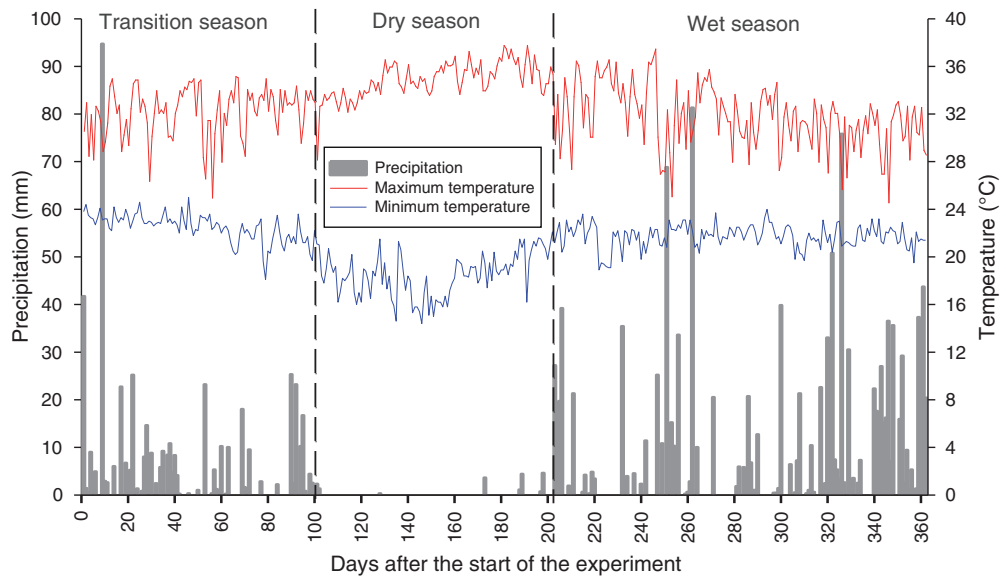 Transition season
Dry season
Wet season
100
90
80
70
60
50
40
30
20
10
0
Precipitation (mm)
40
36
32
28
24
20
16
12
8
4
0
Temperature (°C)
Precipitation
Maximum temperature
Minimum temperature
0 20 40 60 80 100 120 140 160 180 200 220 240 260 280 300 320 340 360
Days after the start of the experiment